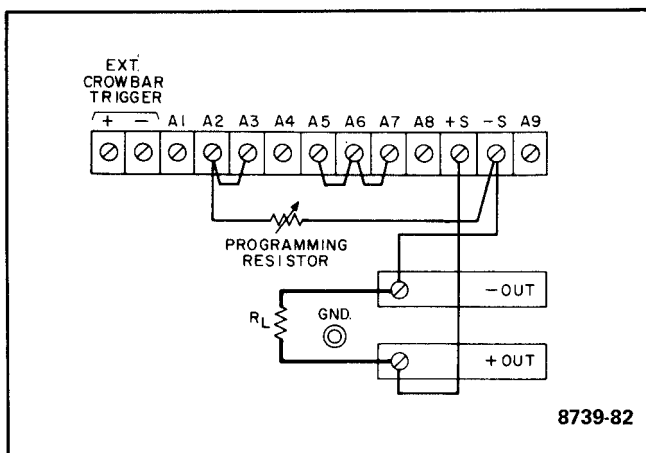 EXT.
CROWBAR
TRIGGER
+ − A1 A2 A3 A4 A5 A6 A7 A8 +S −S A9
PROGRAMMING
RESISTOR
−OUT
RL GND.
+OUT
8739-82